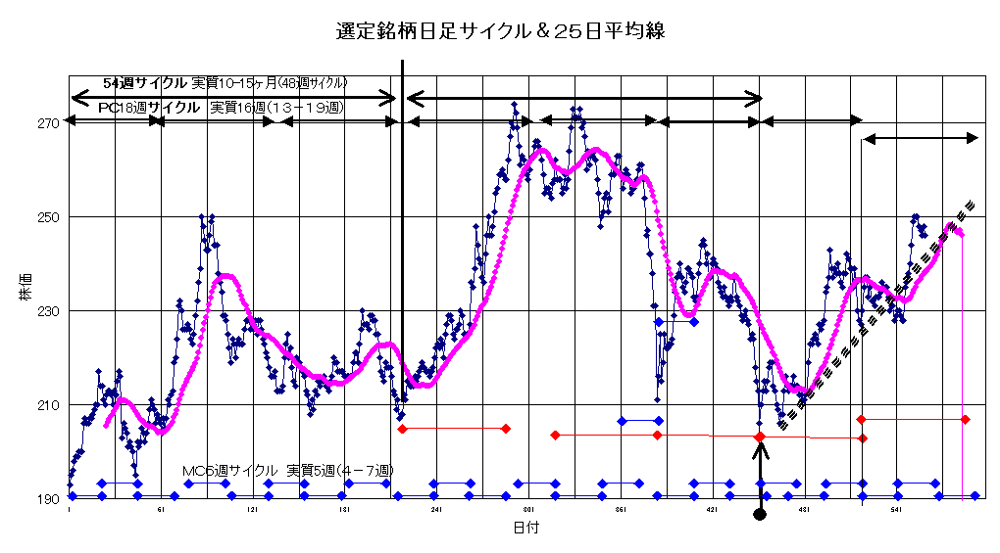 選定銘柄日足サイクル＆２５日平均線
54週サイクル 実質10-15ヶ月(48週サイクル)
PC18週サイクル 実質16週(１３－１９週)
270
250
230
210
190
株価
MC6週サイクル 実質5週(４－７週)
1 61 121 181 241 301 361 421 481 541
日付